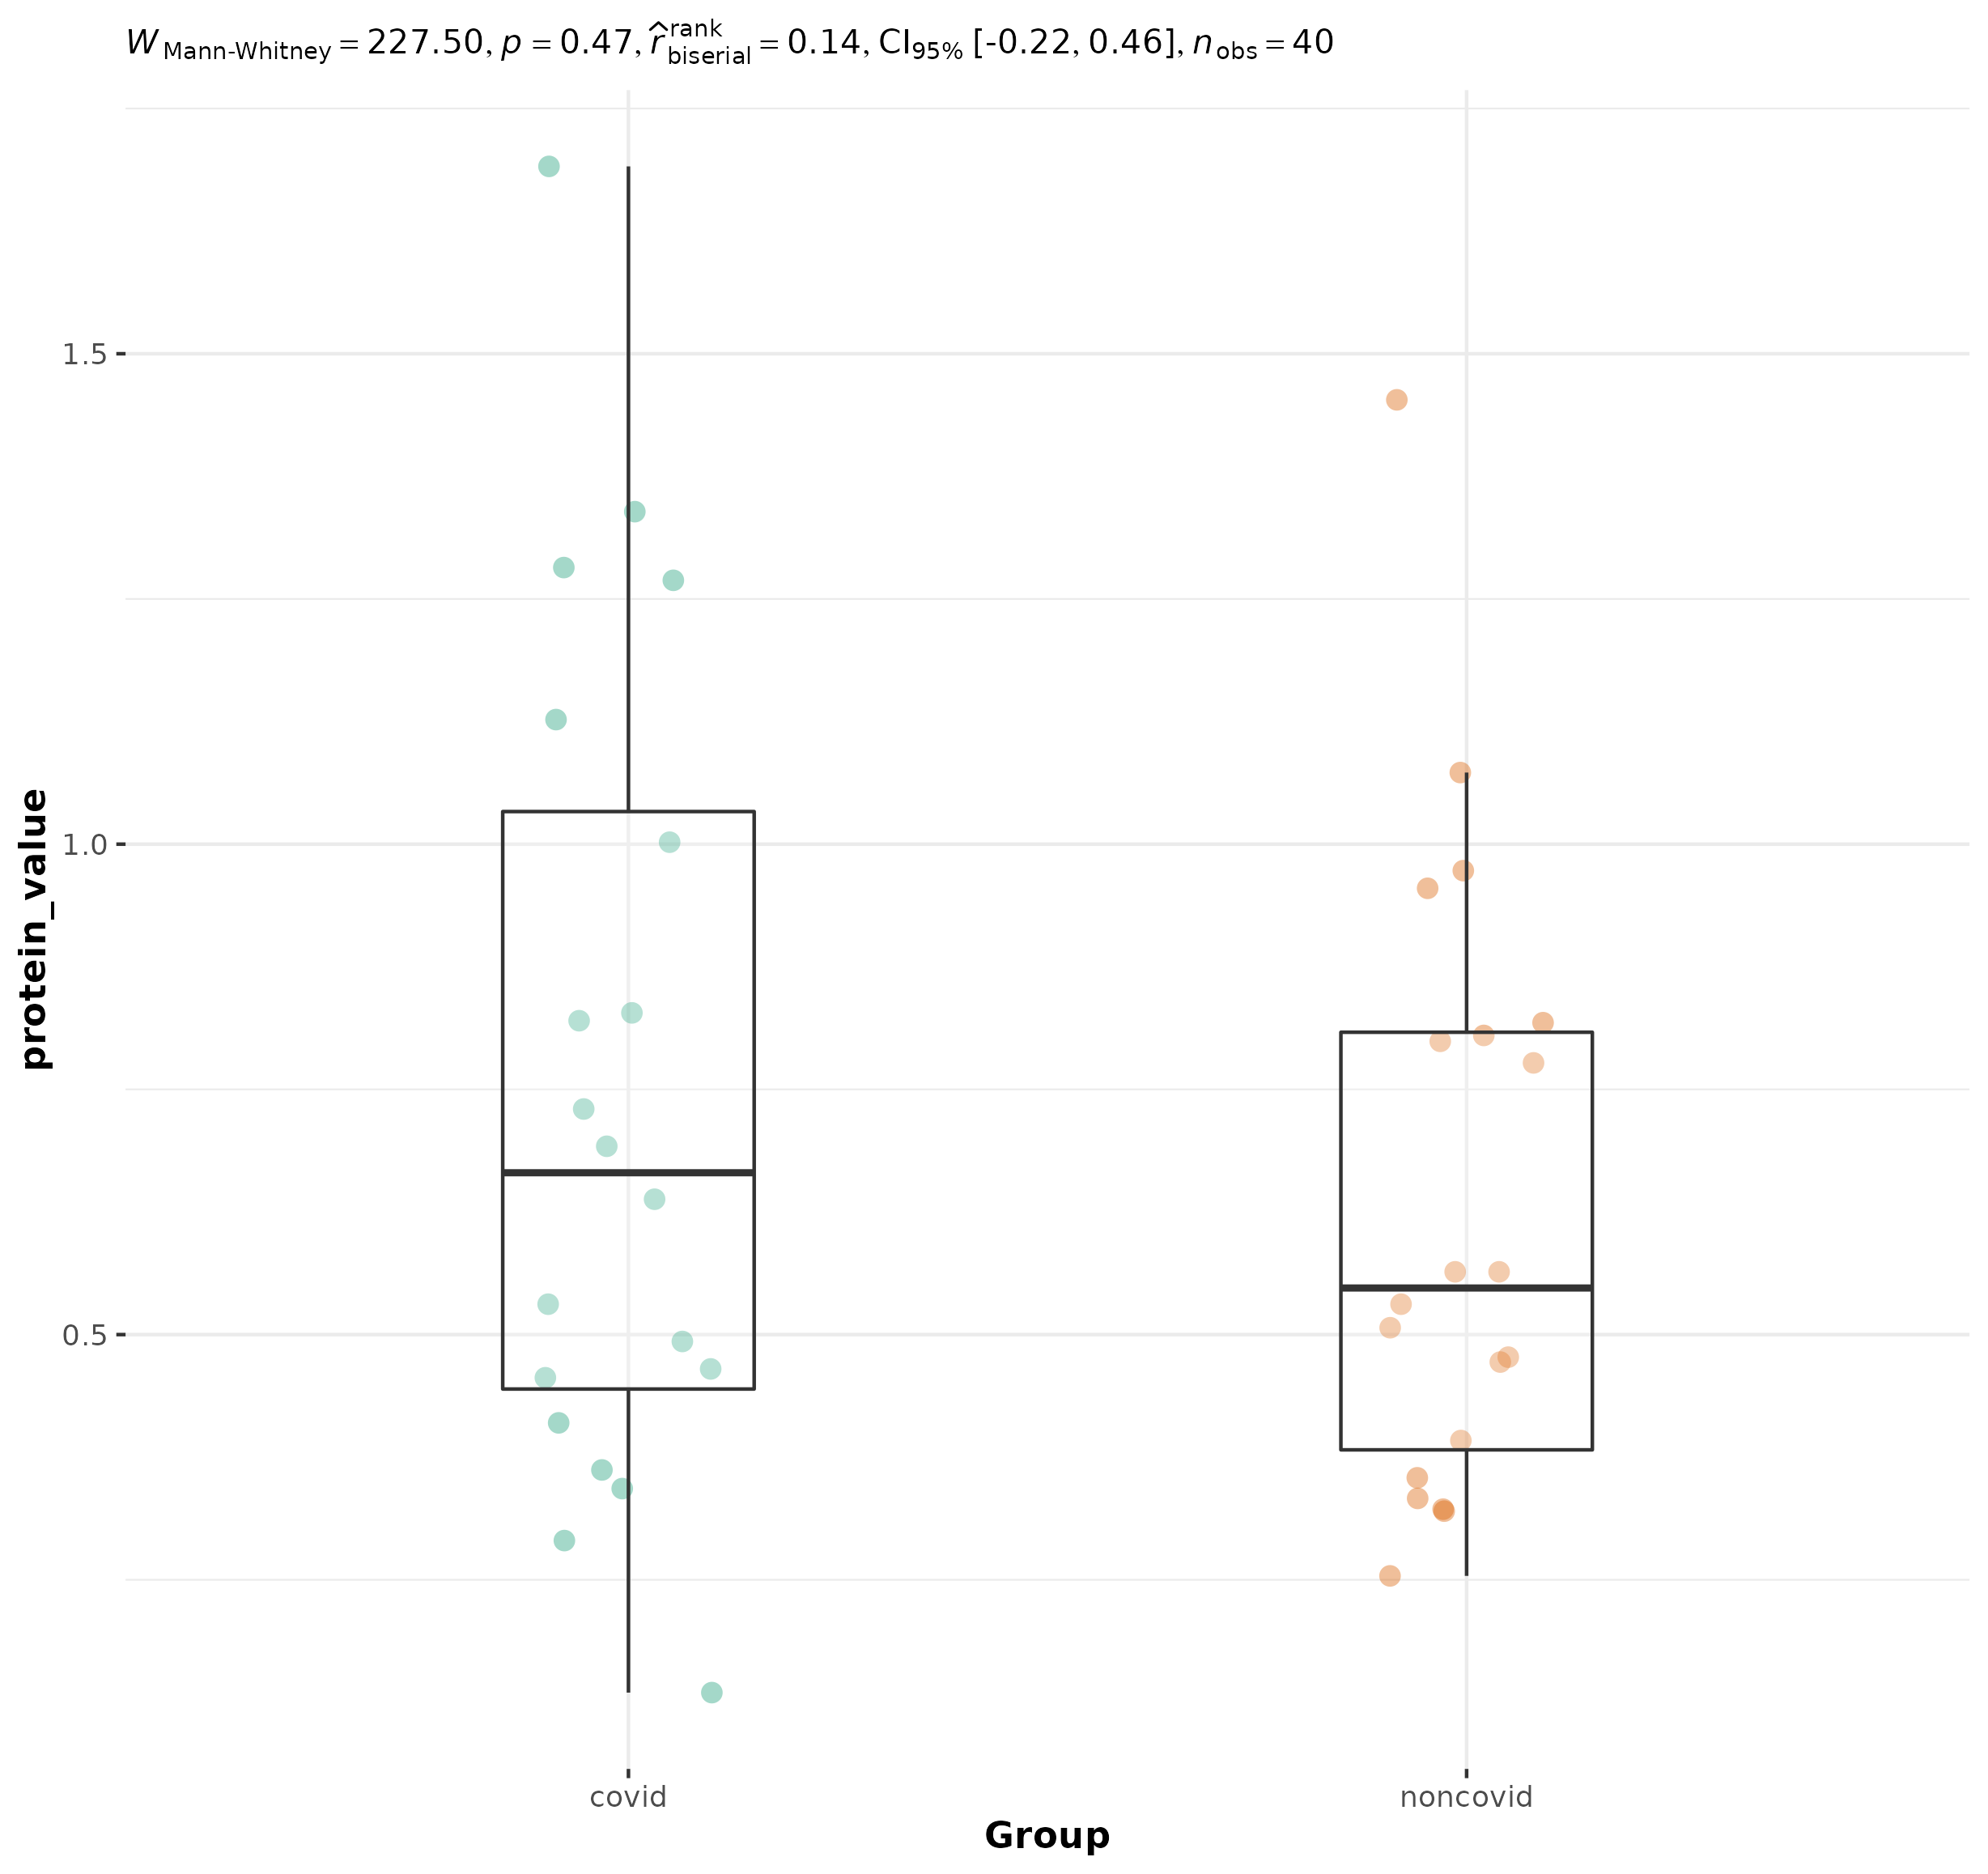 W Mann-Whitney = 227.50, p = 0.47, r̂ rank biserial = 0.14, CI95% [-0.22, 0.46], n obs = 40
1.5
1.0
0.5
protein_value
covid noncovid
Group